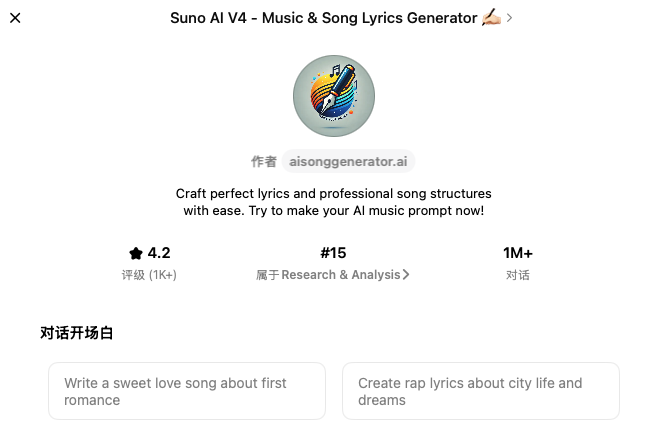 Suno AI V4 - Music & Song Lyrics Generator ✍🏻
作者 aisonggenerator.ai
Craft perfect lyrics and professional song structures
with ease. Try to make your AI music prompt now!
4.2
评级 (1K+)
#15
属于 Research & Analysis
1M+
对话
对话开场白
Write a sweet love song about first
romance
Create rap lyrics about city life and
dreams